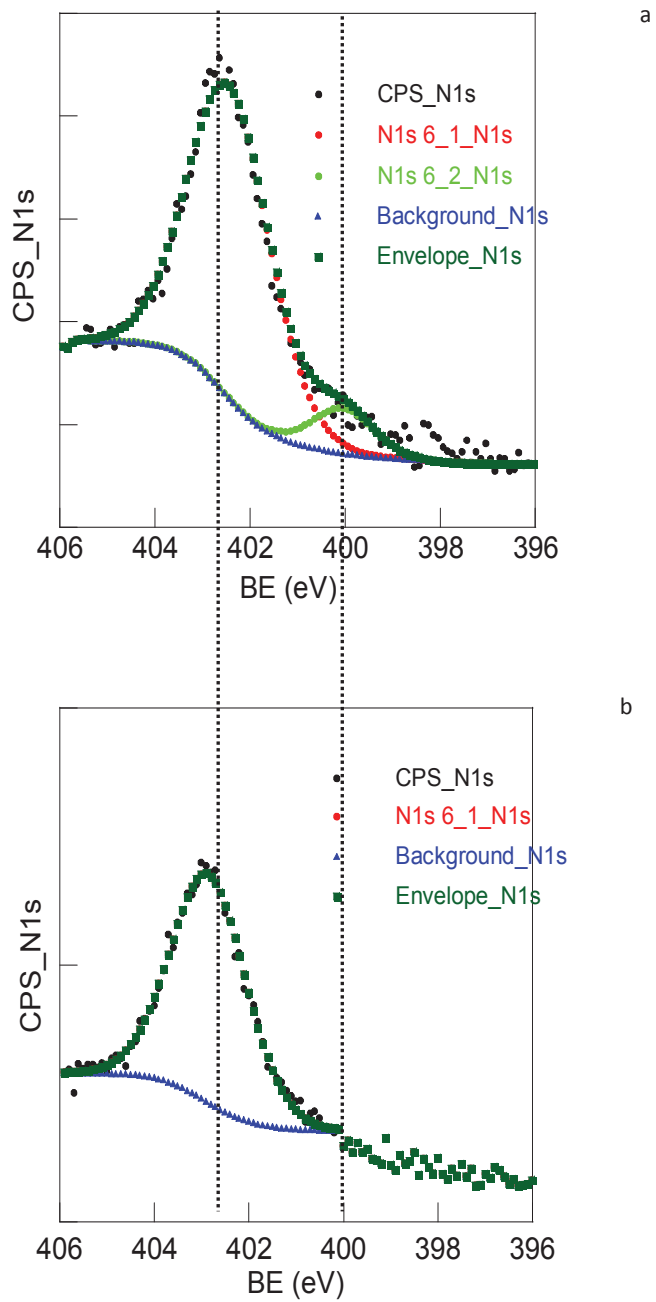 a
CPS_N1s
N1s 6_1_N1s
N1s 6_2_N1s
Background_N1s
Envelope_N1s
CPS_N1s
406 404 402 400 398 396
BE (eV)
b
CPS_N1s
N1s 6_1_N1s
Background_N1s
Envelope_N1s
CPS_N1s
406 404 402 400 398 396
BE (eV)